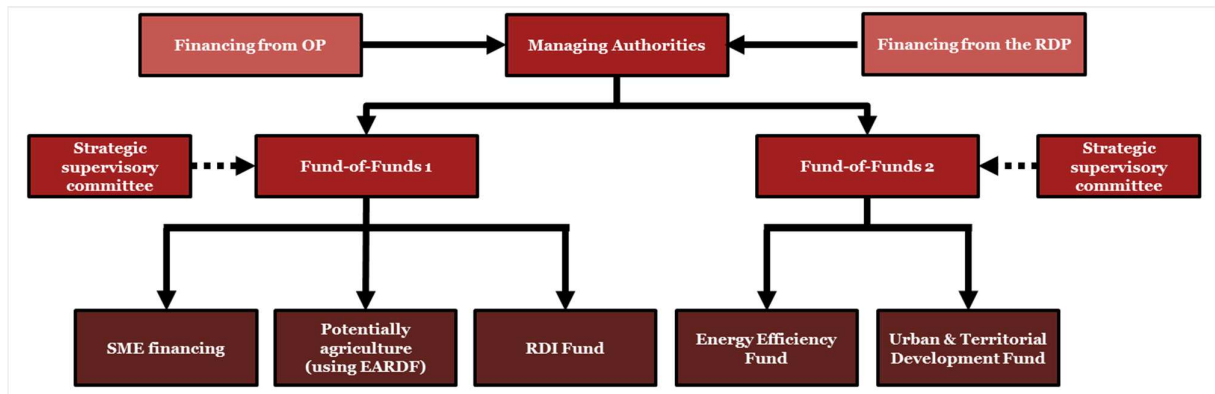 Financing from OP
Managing Authorities
Financing from the RDP
Strategic
supervisory
committee
Fund-of-Funds 1
Fund-of-Funds 2
Strategic
supervisory
committee
SME financing
Potentially
agriculture
(using EARDF)
RDI Fund
Energy Efficiency
Fund
Urban & Territorial
Development Fund